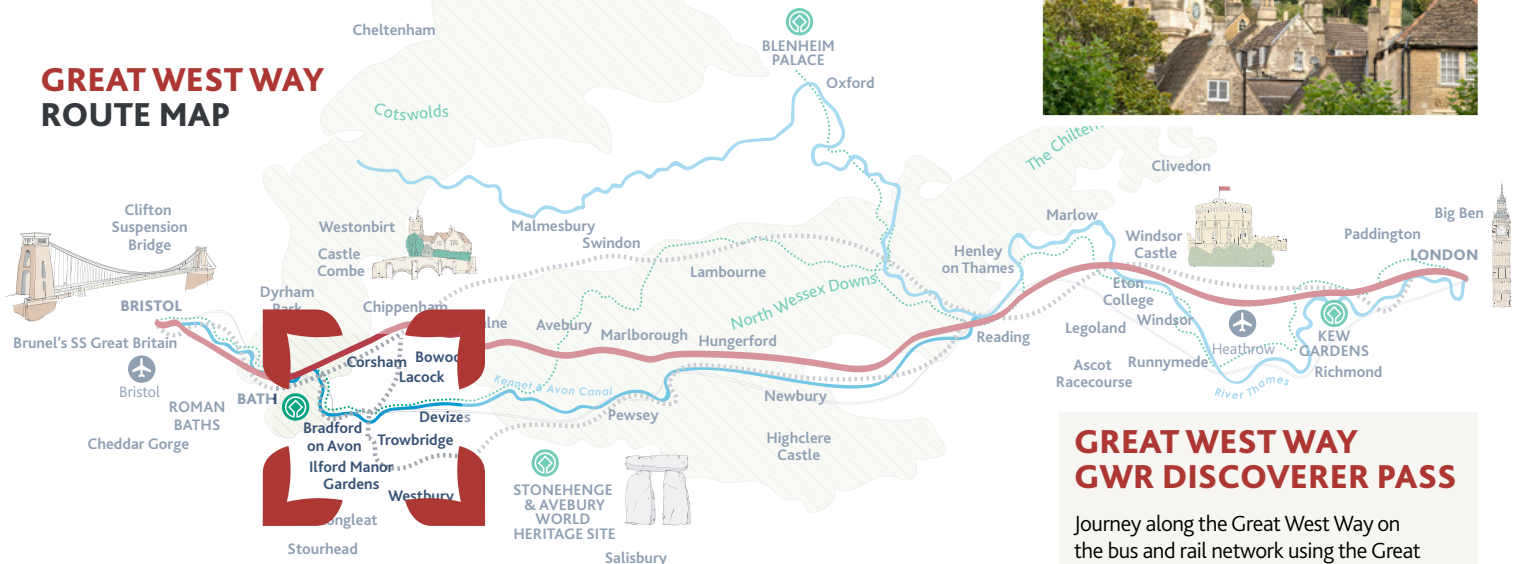 GREAT WEST WAY
ROUTE MAP
Cheltenham
Cotswolds
BLENHEIM
PALACE
Oxford
The Chiltern
Clivedon
Clifton
Suspension
Bridge
Westonbirt
Castle
Combe
Malmesbury
Swindon
Lambourne
North Wessex Downs
Henley
on Thames
Marlow
Windsor
Castle
Paddington
Big Ben
LONDON
BRISTOL
Dyrham
Park
Chippenham
Brunel's SS Great Britain
Bristol
ROMAN
BATHS
Cheddar Gorge
BATH
Corsham
Lacock
Avebury
Marlborough
Hungerford
Kennet & Avon Canal
Devizes
Bradford
on Avon
Trowbridge
Ilford Manor
Gardens
Westbury
Stourhead
Pewsey
Newbury
Highclere
Castle
STONEHENGE
& AVEBURY
WORLD
HERITAGE SITE
Salisbury
Reading
Eton
College
Windsor
Legoland
Ascot
Racecourse
Runnymede
Heathrow
KEW
GARDENS
Richmond
River Thames
GREAT WEST WAY
GWR DISCOVERER PASS
Journey along the Great West Way on
the bus and rail network using the Great